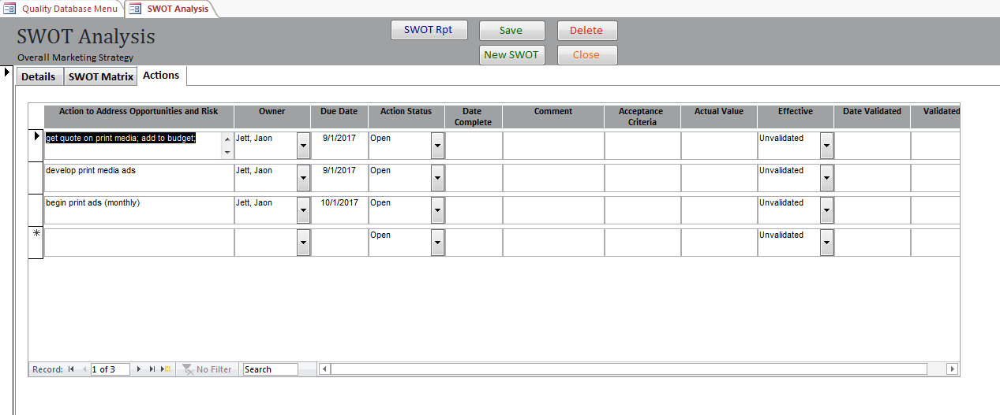 Quality Database Menu
SWOT Analysis
SWOT Analysis
Overall Marketing Strategy
SWOT Rpt
Save
Delete
New SWOT
Close
Details
SWOT Matrix
Actions
Action to Address Opportunities and Risk
Owner
Due Date
Action Status
Date
Complete
Comment
Acceptance
Criteria
Actual Value
Effective
Date Validated
Validated
get quote on print media; add to budget;
Jett, Jaon
9/1/2017
Open
Unvalidated
develop print media ads
Jett, Jaon
9/1/2017
Open
Unvalidated
begin print ads (monthly)
Jett, Jaon
10/1/2017
Open
Unvalidated
Open
Unvalidated
Record:
1 of 3
No Filter
Search